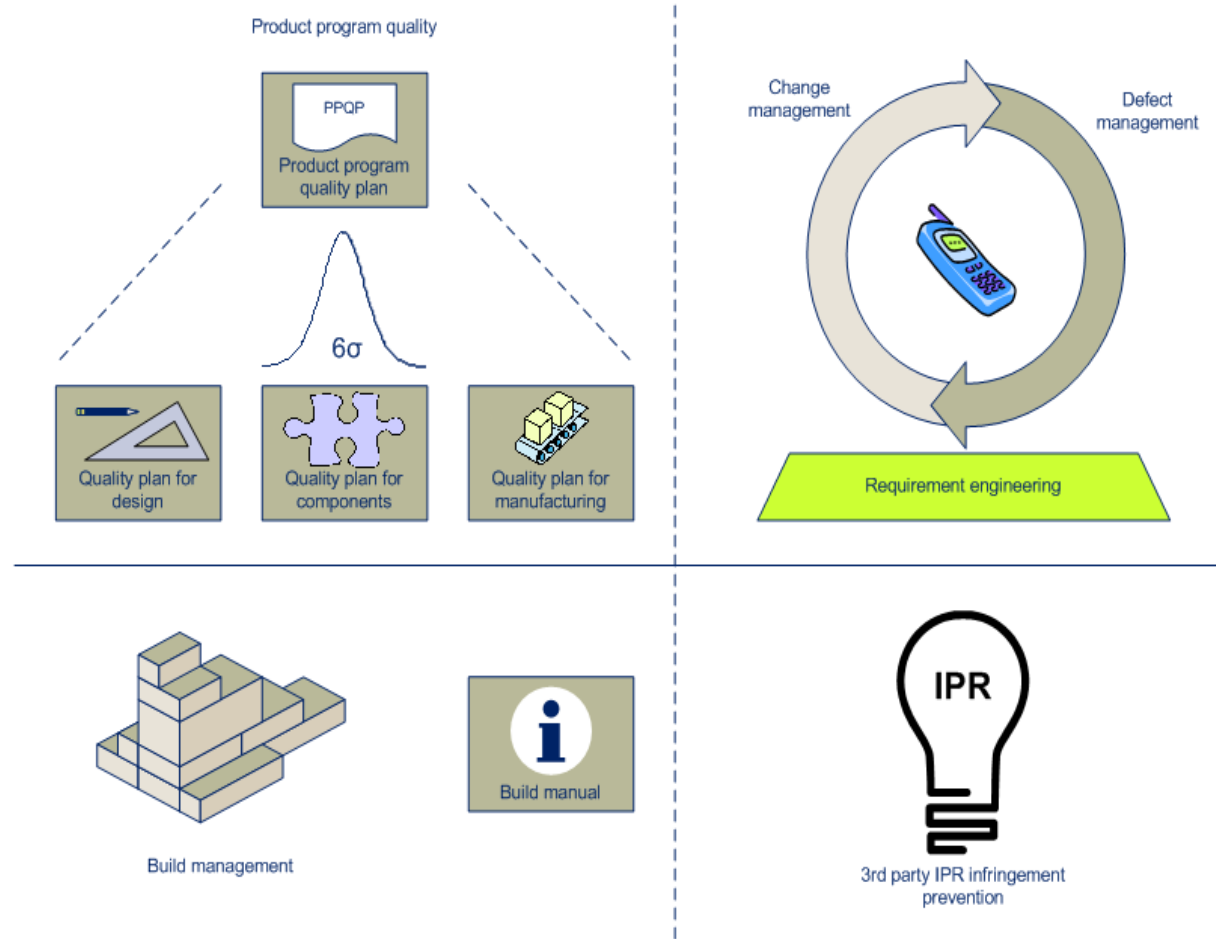 Product program quality
PPQP
Product program
quality plan
6σ
Quality plan for
design
Quality plan for
components
Quality plan for
manufacturing
Change
management
Defect
management
Requirement engineering
Build management
Build manual
IPR
3rd party IPR infringement
prevention